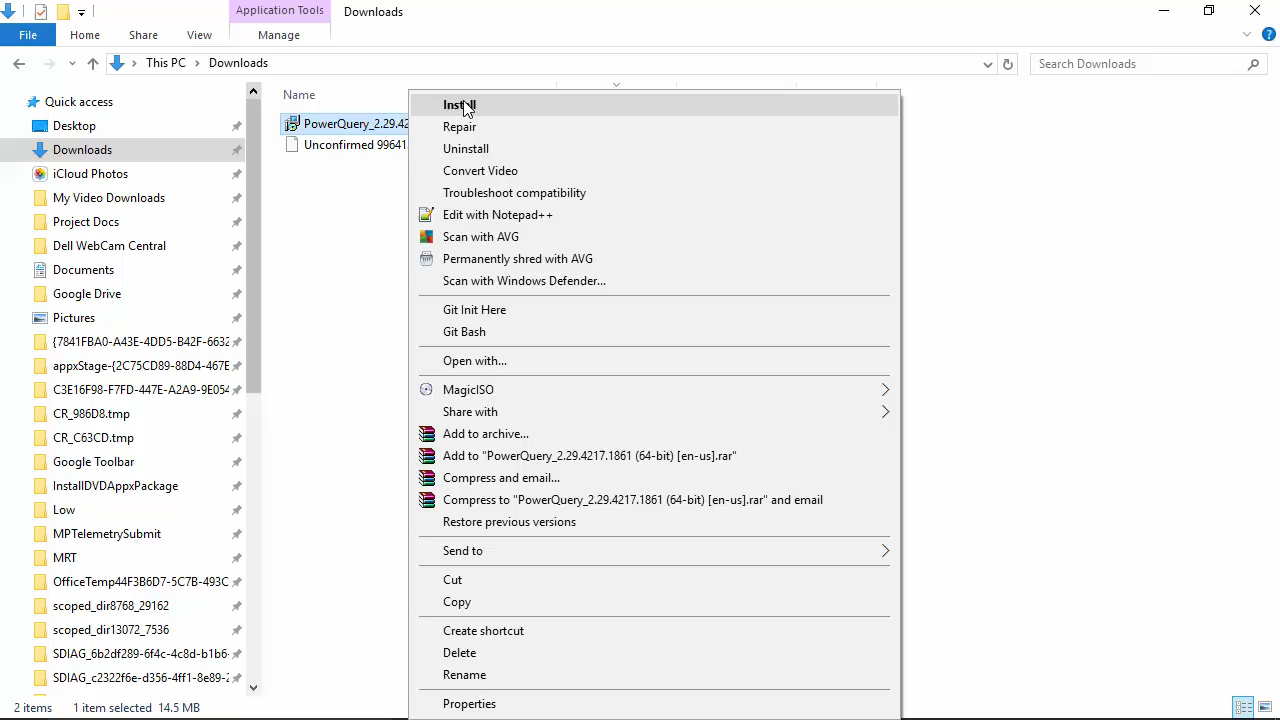 Application Tools
Downloads
File
Home
Share
View
Manage
This PC
Downloads
Search Downloads
Quick access
Desktop
Downloads
iCloud Photos
My Video Downloads
Project Docs
Dell WebCam Central
Documents
Google Drive
Pictures
{7841FBA0-A43E-4DD5-B42F-6632
appxStage-{2C75CD89-88D4-467E
C3E16F98-F7FD-447E-A2A9-9E054
CR_986D8.tmp
CR_C63CD.tmp
Google Toolbar
InstallDVDAppxPackage
Low
MPTelemetrySubmit
MRT
OfficeTemp44F3B6D7-5C7B-493C
scoped_dir8768_29162
scoped_dir13072_7536
SDIAG_6b2df289-6f4c-4c8d-b1b6-
SDIAG_c2322f6e-d356-4ff1-8e89-2
Name
PowerQuery_2.29.42
Unconfirmed 99641
Install
Repair
Uninstall
Convert Video
Troubleshoot compatibility
Edit with Notepad++
Scan with AVG
Permanently shred with AVG
Scan with Windows Defender...
Git Init Here
Git Bash
Open with...
MagicISO
Share with
Add to archive...
Add to "PowerQuery_2.29.4217.1861 (64-bit) [en-us].rar"
Compress and email...
Compress to "PowerQuery_2.29.4217.1861 (64-bit) [en-us].rar" and email
Restore previous versions
Send to
Cut
Copy
Create shortcut
Delete
Rename
Properties
2 items
1 item selected 14.5 MB